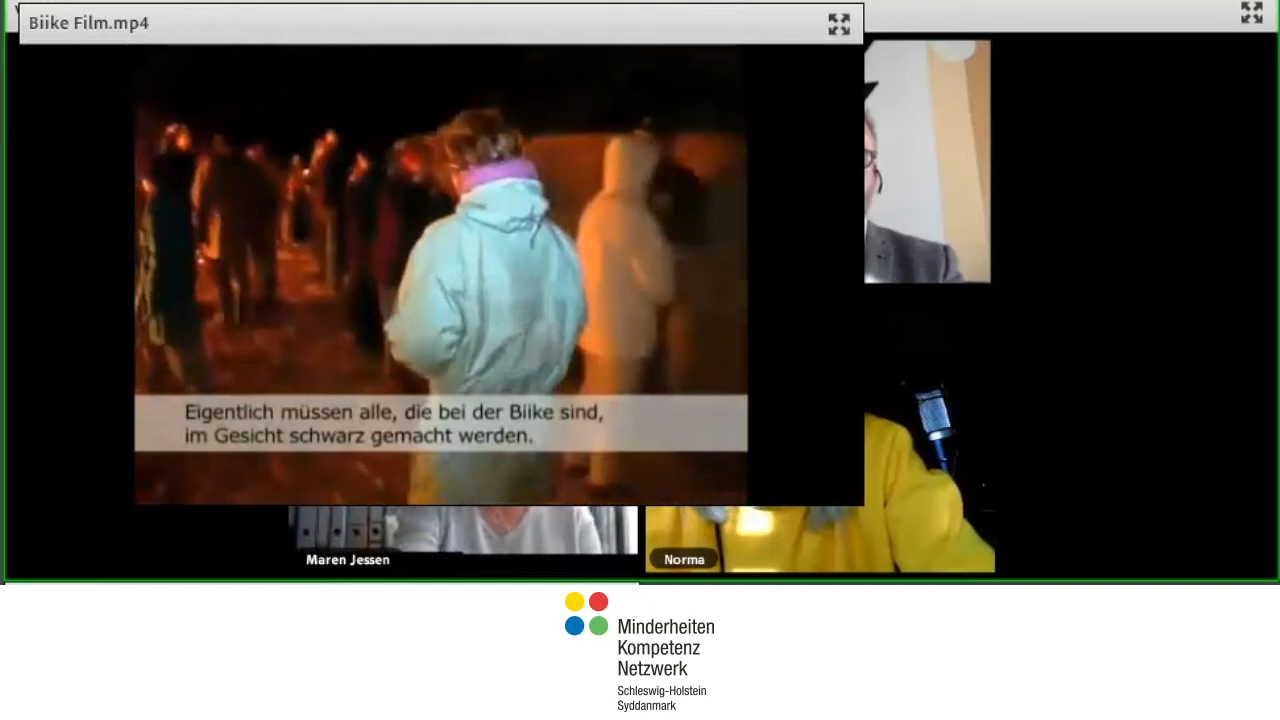 Biike Film.mp4
Eigentlich müssen alle, die bei der Biike sind,
im Gesicht schwarz gemacht werden.
Maren Jessen
Norma
Minderheiten
Kompetenz
Netzwerk
Schleswig-Holstein
Syddanmark